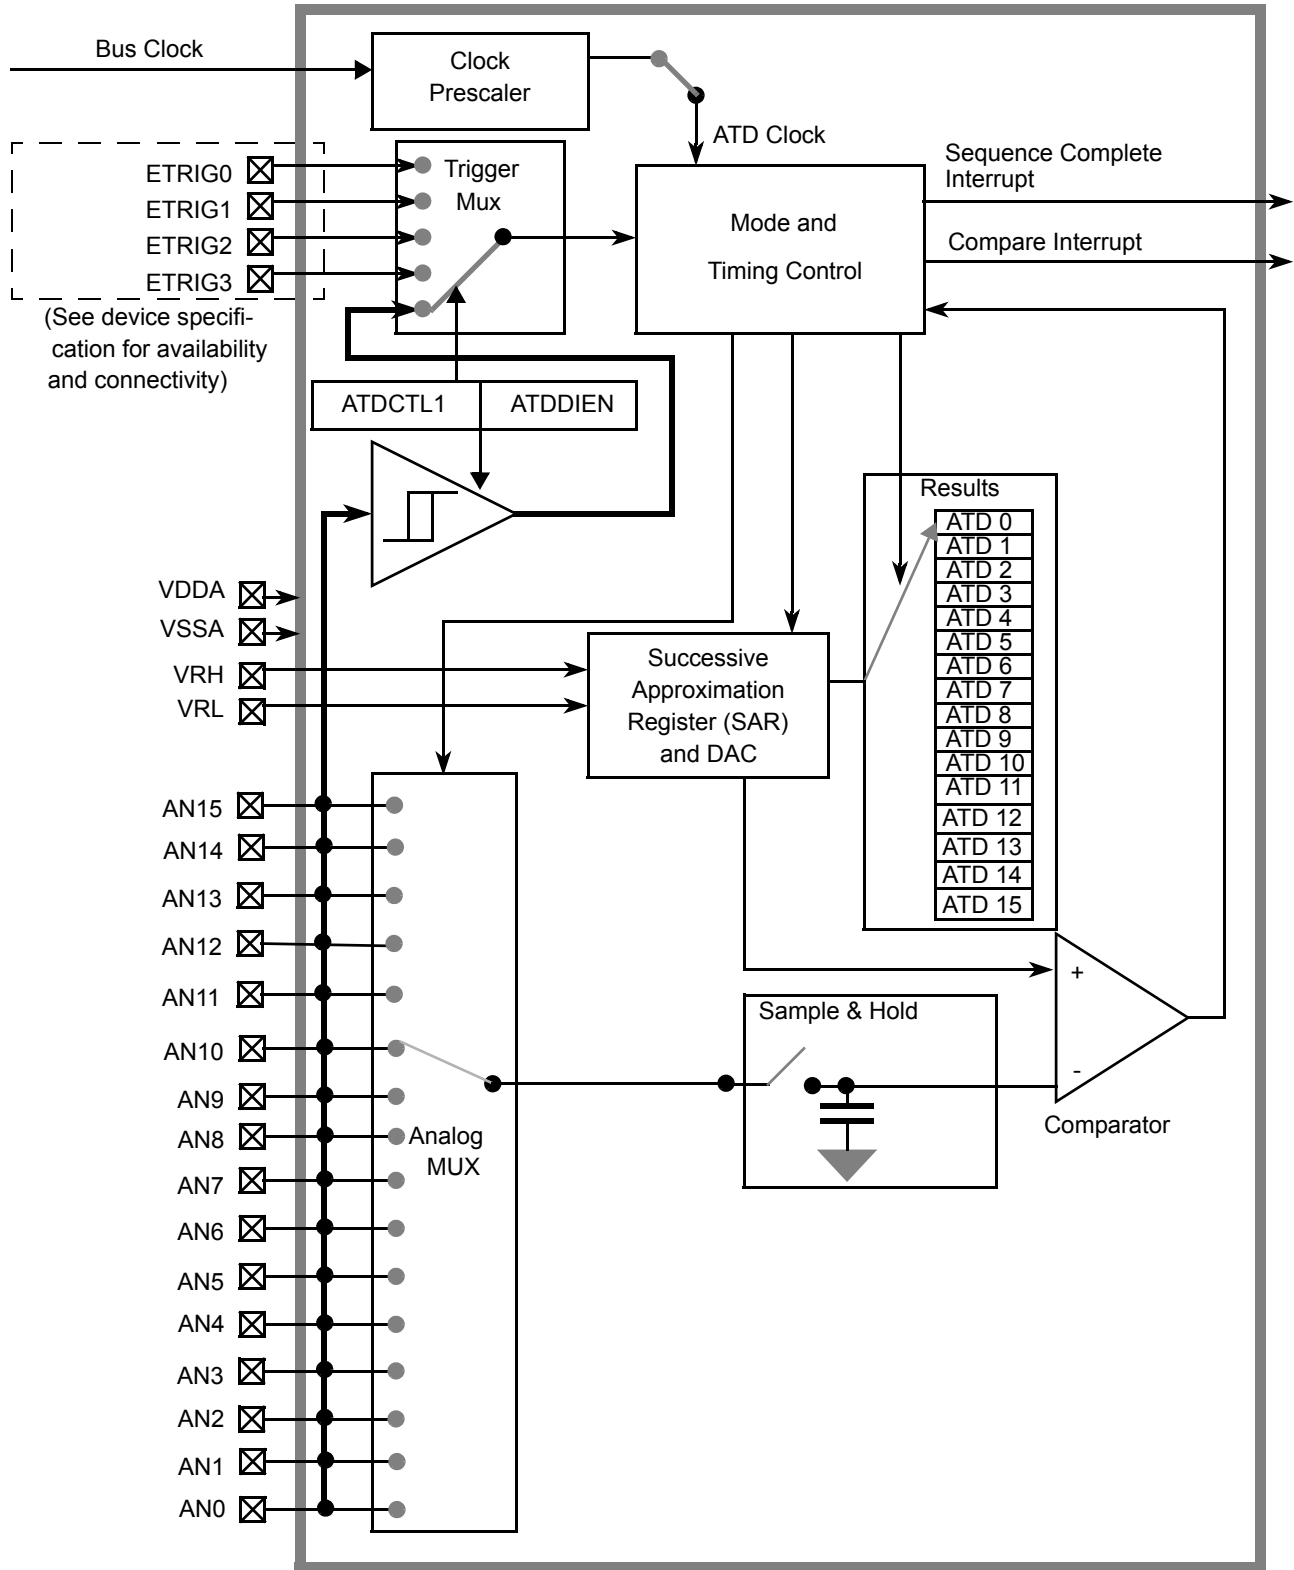 Bus Clock
Clock
Prescaler
ATD Clock
ETRIG0
ETRIG1
ETRIG2
ETRIG3
(See device specifi-
cation for availability
and connectivity)
Trigger
Mux
Mode and
Timing Control
Sequence Complete
Interrupt
Compare Interrupt
ATDCTL1
ATDDIEN
Results
ATD 0
ATD 1
ATD 2
ATD 3
ATD 4
ATD 5
ATD 6
ATD 7
ATD 8
ATD 9
ATD 10
ATD 11
ATD 12
ATD 13
ATD 14
ATD 15
VDDA
VSSA
VRH
VRL
Successive
Approximation
Register (SAR)
and DAC
AN15
AN14
AN13
AN12
AN11
AN10
AN9
AN8
AN7
AN6
AN5
AN4
AN3
AN2
AN1
AN0
Analog
MUX
Sample & Hold
+
-
Comparator